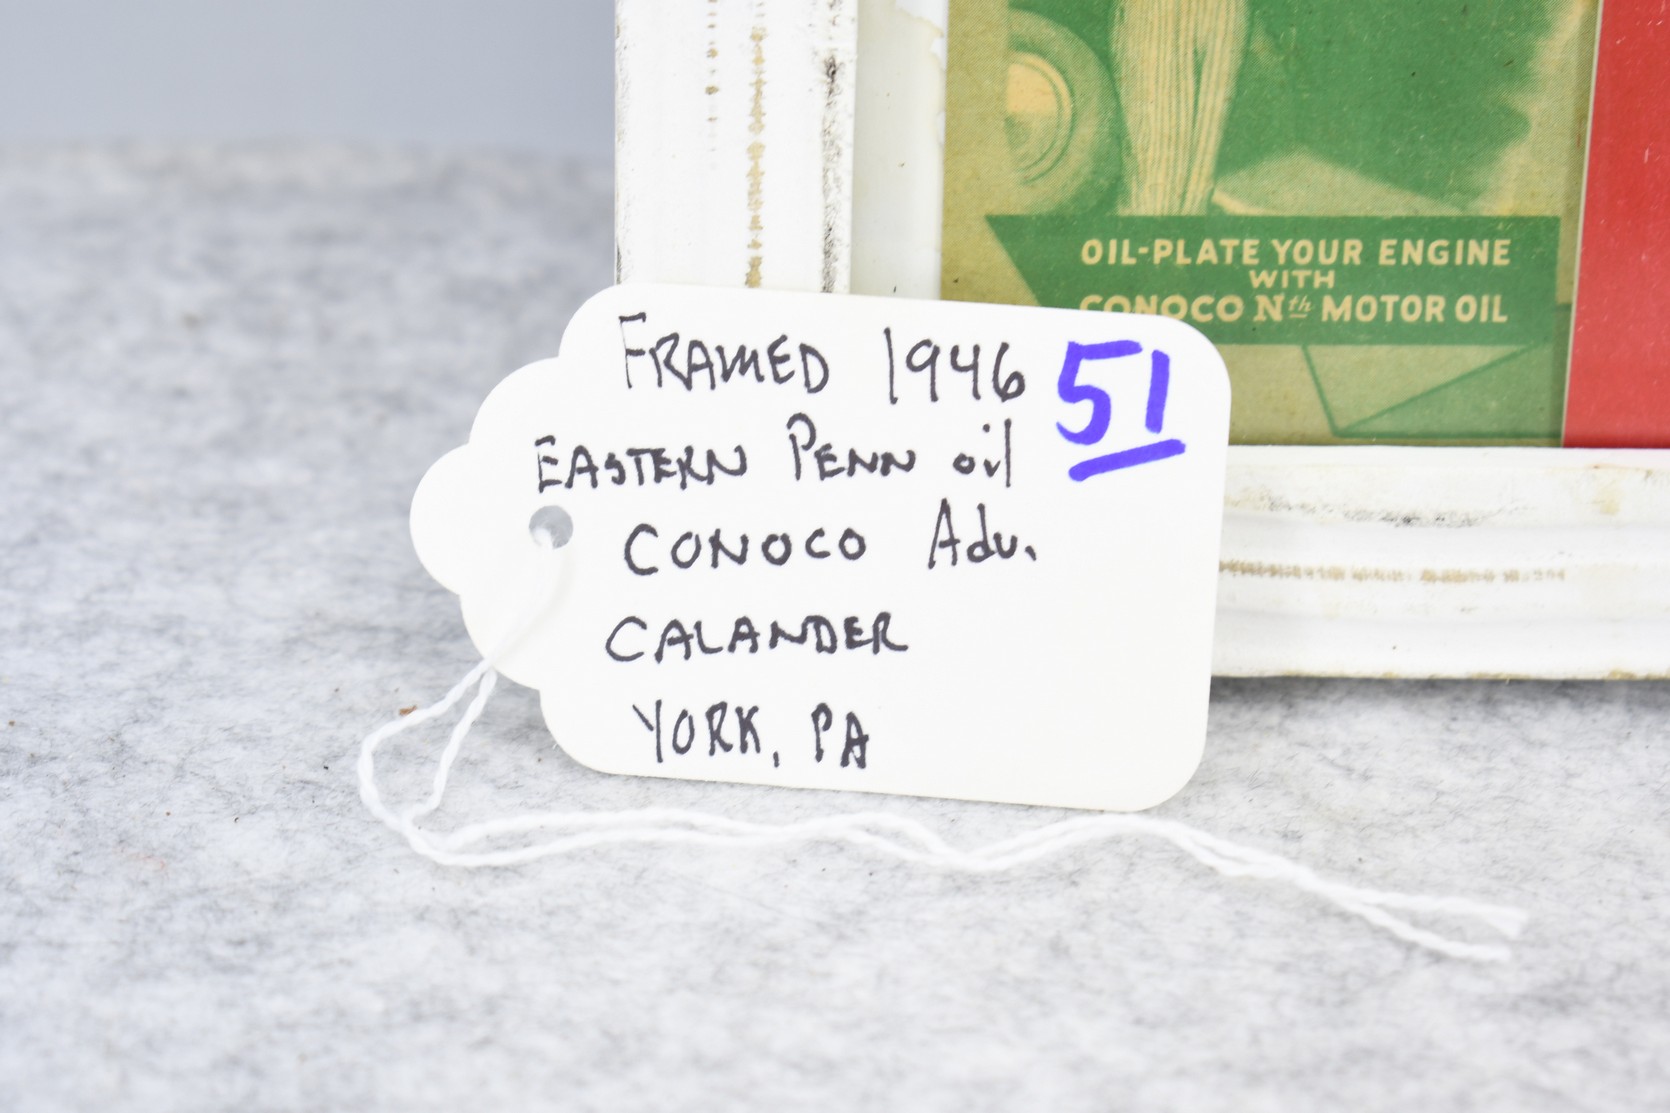 OIL-PLATE YOUR ENGINE
WITH
CONOCO Nth MOTOR OIL
FRAMED 1946
51
EASTERN PENN oil
CONOCO Adv.
CALANDER
YORK, PA